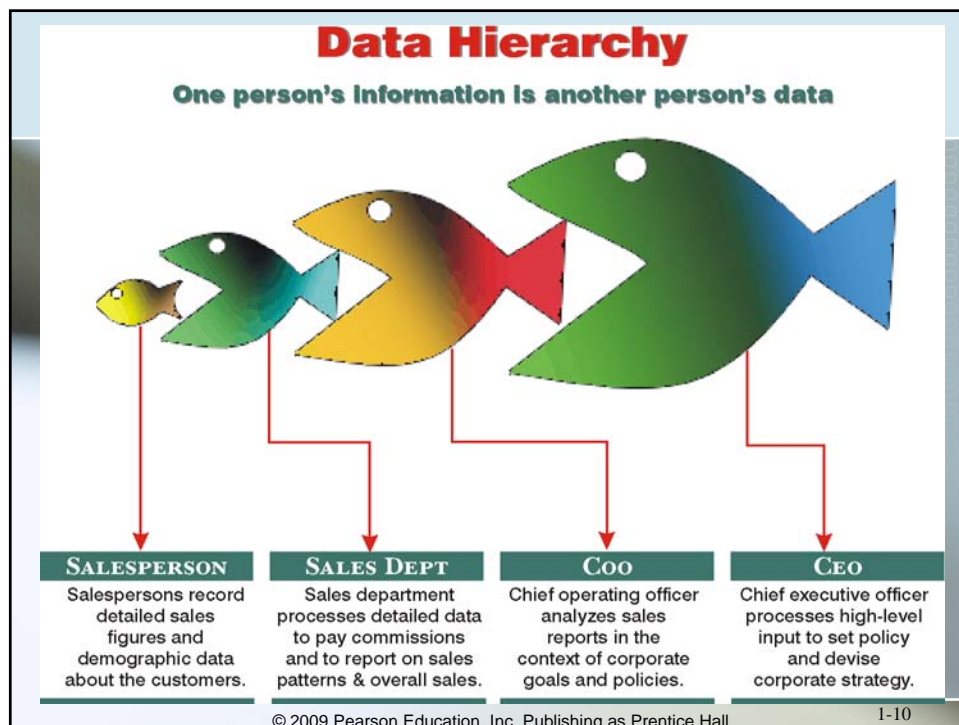 Data Hierarchy
One person's information is another person's data
SALESPERSON
Salespersons record
detailed sales
figures and
demographic data
about the customers.
SALES DEPT
Sales department
processes detailed data
to pay commissions
and to report on sales
patterns & overall sales.
COO
Chief operating officer
analyzes sales
reports in the
context of corporate
goals and policies.
CEO
Chief executive officer
processes high-level
input to set policy
and devise
corporate strategy.
© 2009 Pearson Education, Inc. Publishing as Prentice Hall
1-10